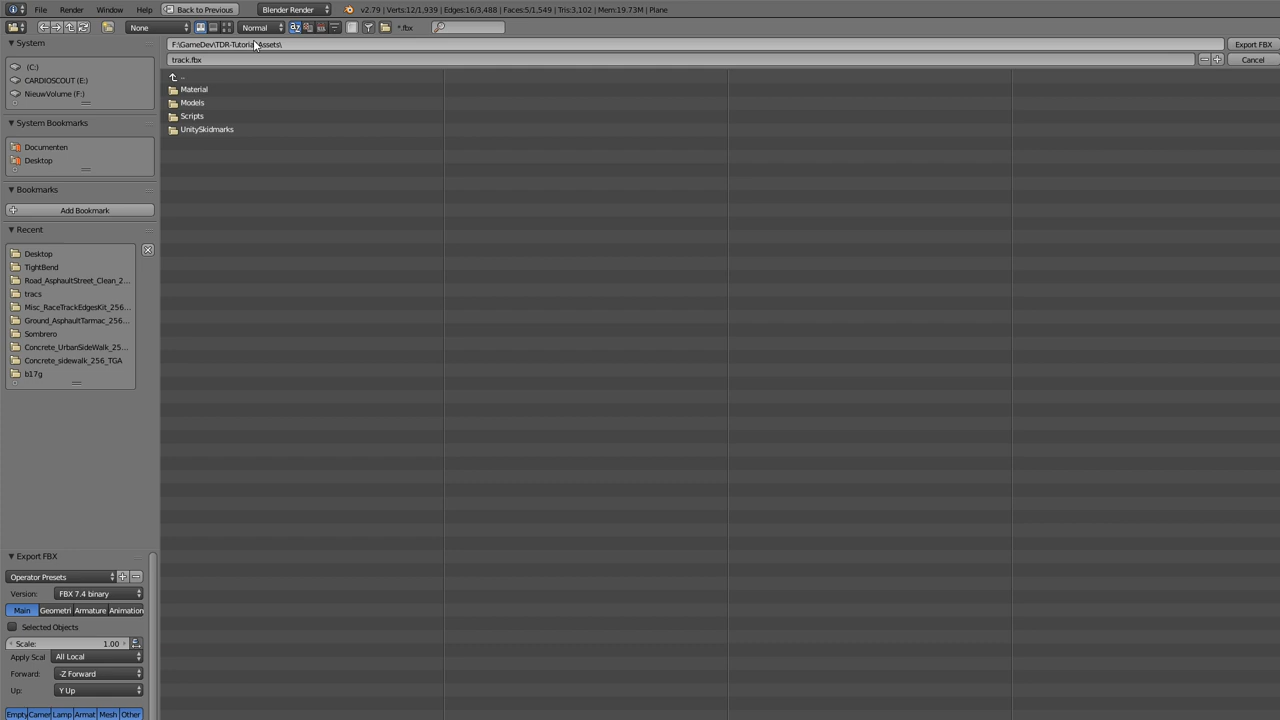 File Render Window Help Back to Previous Blender Render v2.79 | Verts:12/1,939 | Edges:16/3,488 | Faces:5/1,549 | Tris:3,102 | Mem:19.73M | Plane
None Normal *.fbx
System
F:\GameDev\TDR-Tutorial\Assets\ Export FBX
track.fbx Cancel
(C:)
CARDIOSCOUT (E:)
NieuwVolume (F:)
..
Material
Models
Scripts
UnitySkidmarks
System Bookmarks
Documenten
Desktop
Bookmarks
Add Bookmark
Recent
Desktop
TightBend
Road_AsphaultStreet_Clean_2...
tracs
Misc_RaceTrackEdgesKit_256...
Ground_AsphaultTarmac_256...
Sombrero
Concrete_UrbanSideWalk_25...
Concrete_sidewalk_256_TGA
b17g
Export FBX
Operator Presets
Version: FBX 7.4 binary
Main Geometri Armature Animation
Selected Objects
Scale: 1.00
Apply Scal All Local
Forward: -Z Forward
Up: Y Up
Empty Camer Lamp Armat Mesh Other